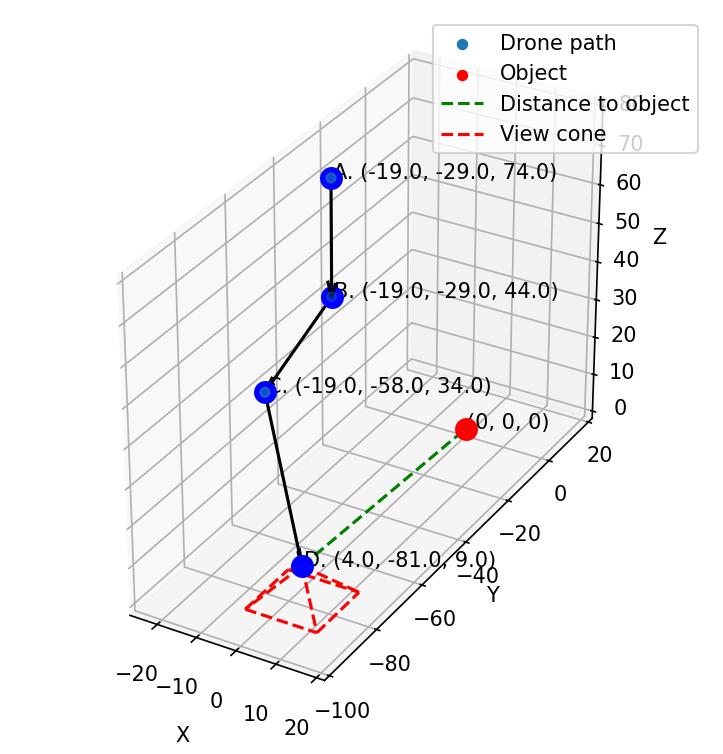 Drone path
Object
Distance to object
View cone
A. (-19.0, -29.0, 74.0)
B. (-19.0, -29.0, 44.0)
C. (-19.0, -58.0, 34.0)
(0, 0, 0)
D. (4.0, -81.0, 9.0)
80
70
60
50
40
30
20
10
0
Z
20
0
−20
−40
−60
−80
−100
Y
−20
−10
0
10
20
X